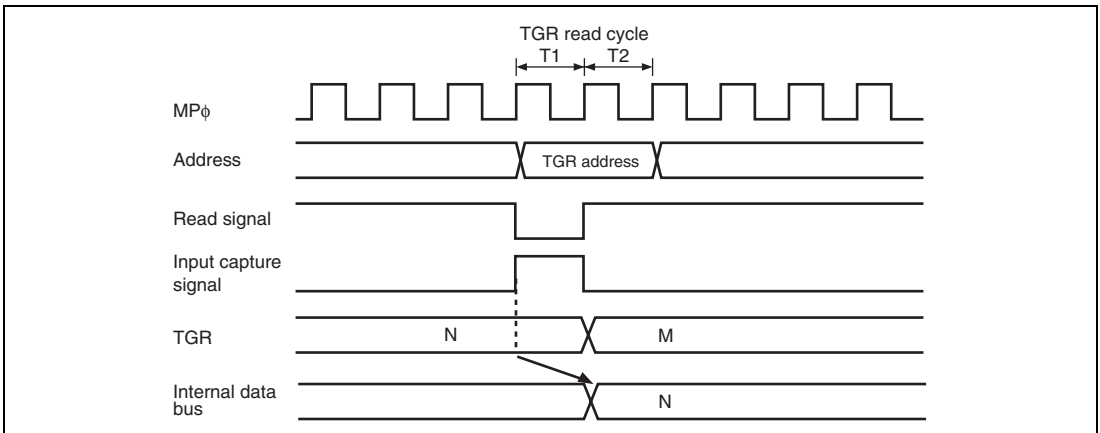 TGR read cycle
T1 T2
MPϕ
Address
TGR address
Read signal
Input capture
signal
TGR
N M
Internal data
bus
N